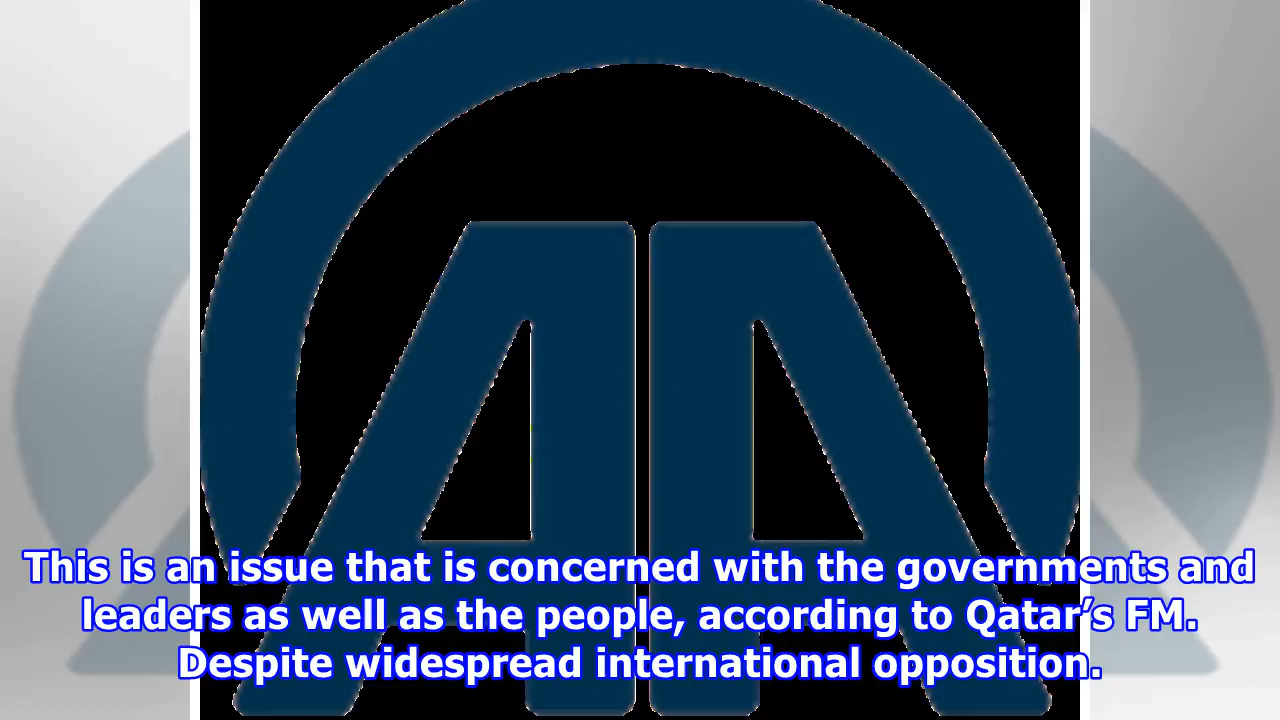 This is an issue that is concerned with the governments and
leaders as well as the people, according to Qatar’s FM.
Despite widespread international opposition.